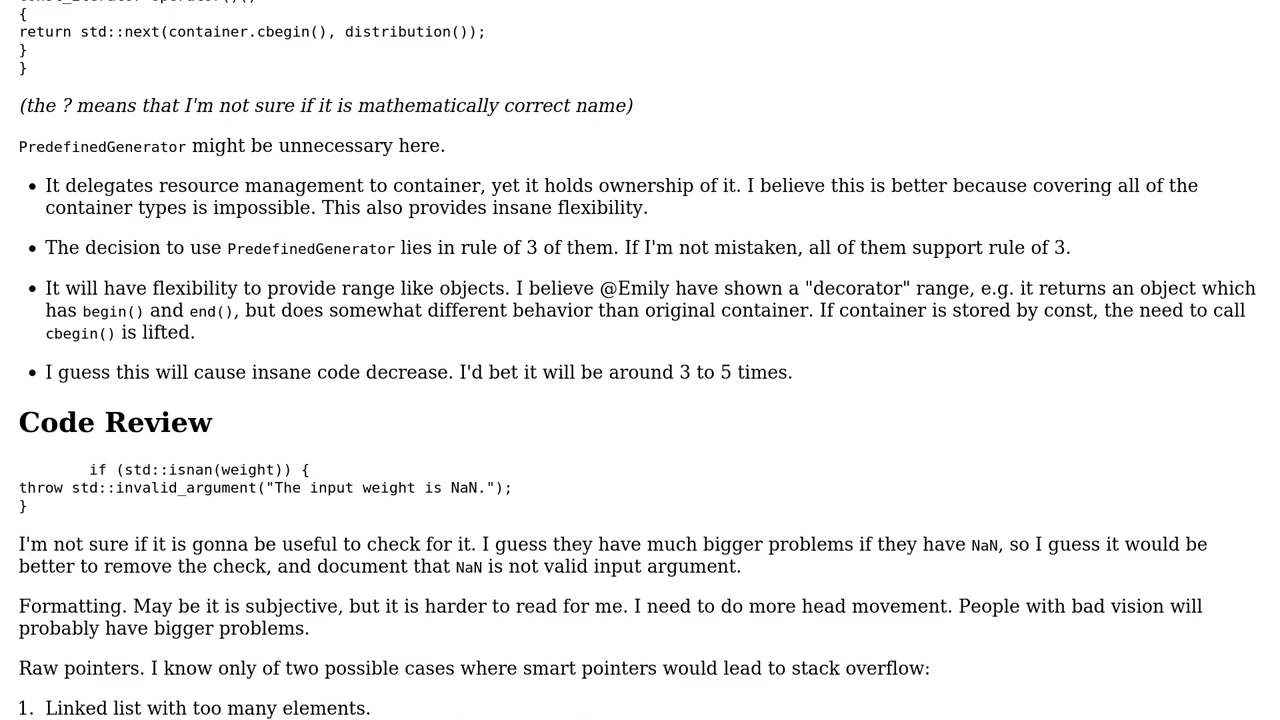 {
return std::next(container.cbegin(), distribution());
}
}
(the ? means that I'm not sure if it is mathematically correct name)
PredefinedGenerator might be unnecessary here.
• It delegates resource management to container, yet it holds ownership of it. I believe this is better because covering all of the
container types is impossible. This also provides insane flexibility.
• The decision to use PredefinedGenerator lies in rule of 3 of them. If I'm not mistaken, all of them support rule of 3.
• It will have flexibility to provide range like objects. I believe @Emily have shown a "decorator" range, e.g. it returns an object which
has begin() and end(), but does somewhat different behavior than original container. If container is stored by const, the need to call
cbegin() is lifted.
• I guess this will cause insane code decrease. I'd bet it will be around 3 to 5 times.
Code Review
if (std::isnan(weight)) {
throw std::invalid_argument("The input weight is NaN.");
}
I'm not sure if it is gonna be useful to check for it. I guess they have much bigger problems if they have NaN, so I guess it would be
better to remove the check, and document that NaN is not valid input argument.
Formatting. May be it is subjective, but it is harder to read for me. I need to do more head movement. People with bad vision will
probably have bigger problems.
Raw pointers. I know only of two possible cases where smart pointers would lead to stack overflow:
1. Linked list with too many elements.